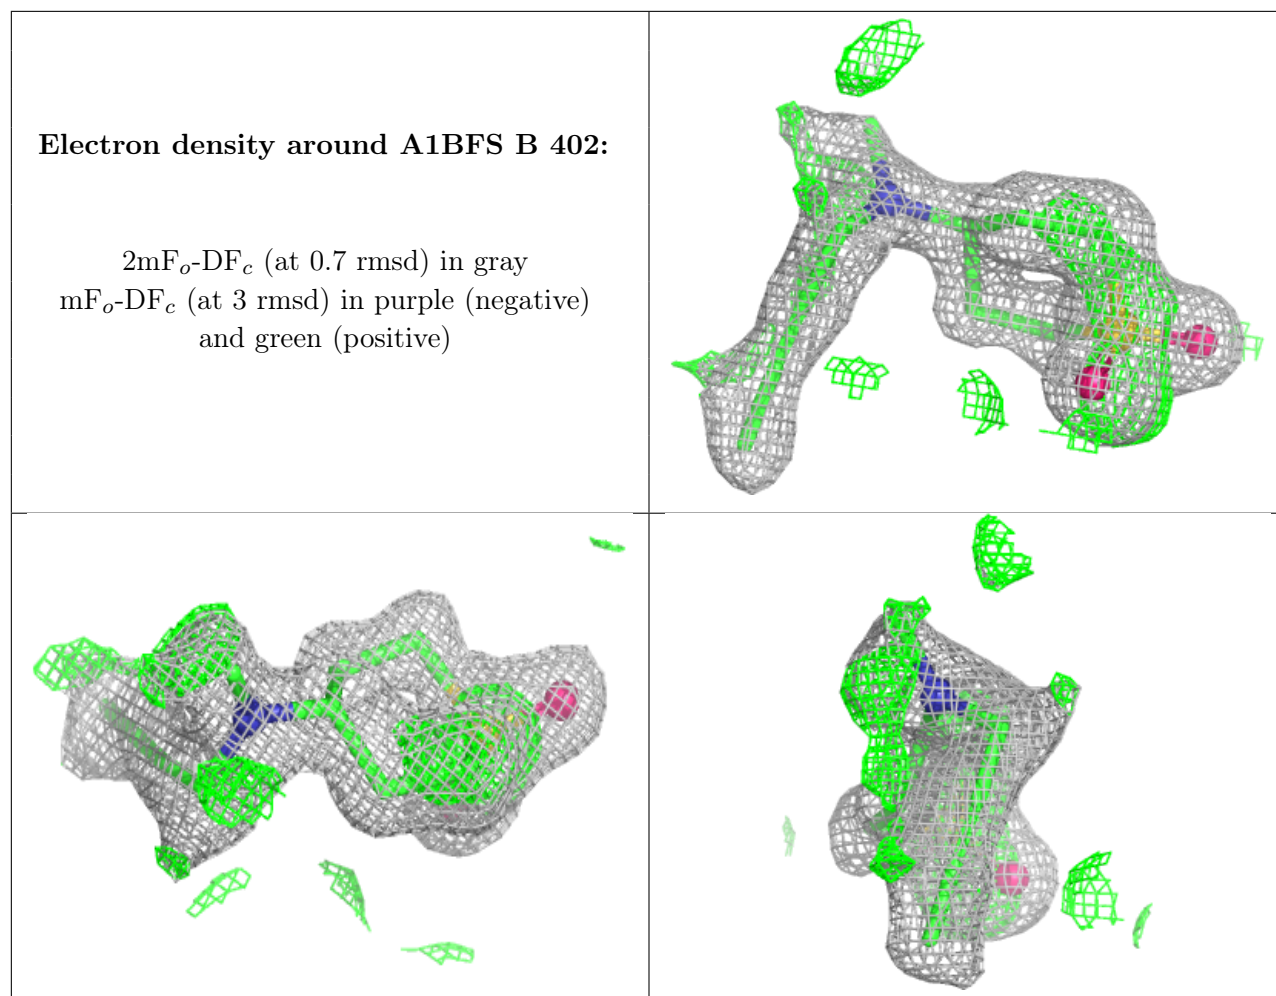 Electron density around A1BFS B 402:
2mFo-DFc (at 0.7 rmsd) in gray
mFo-DFc (at 3 rmsd) in purple (negative)
and green (positive)